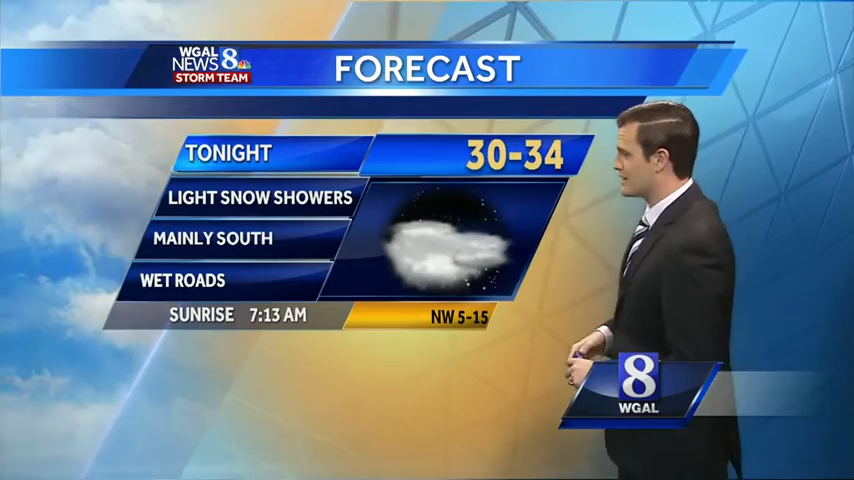 WGAL
NEWS 8
STORM TEAM
FORECAST
TONIGHT 30-34
LIGHT SNOW SHOWERS
MAINLY SOUTH
WET ROADS
SUNRISE 7:13 AM NW 5-15
8
WGAL